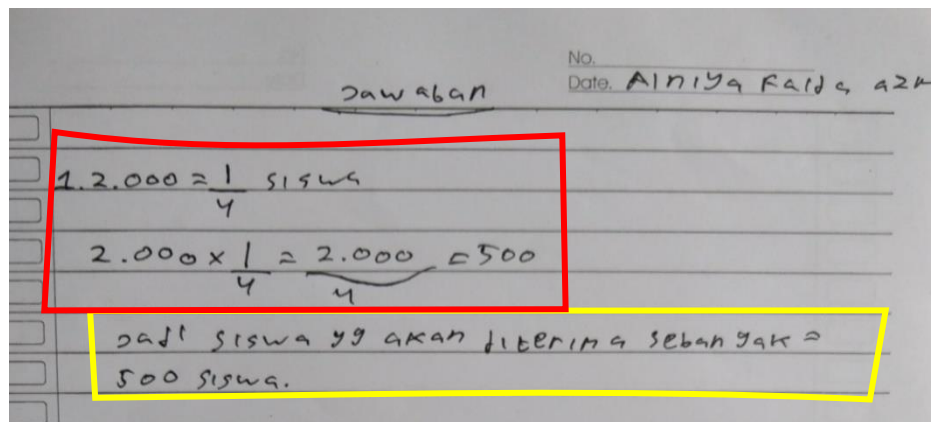 No.
Date. Alniya Faida azk
Jawaban
1. 2.000 = 1/4 siswa
2.000 x 1/4 = 2.000/4 = 500
Jadi siswa yg akan diterima sebanyak =
500 siswa.